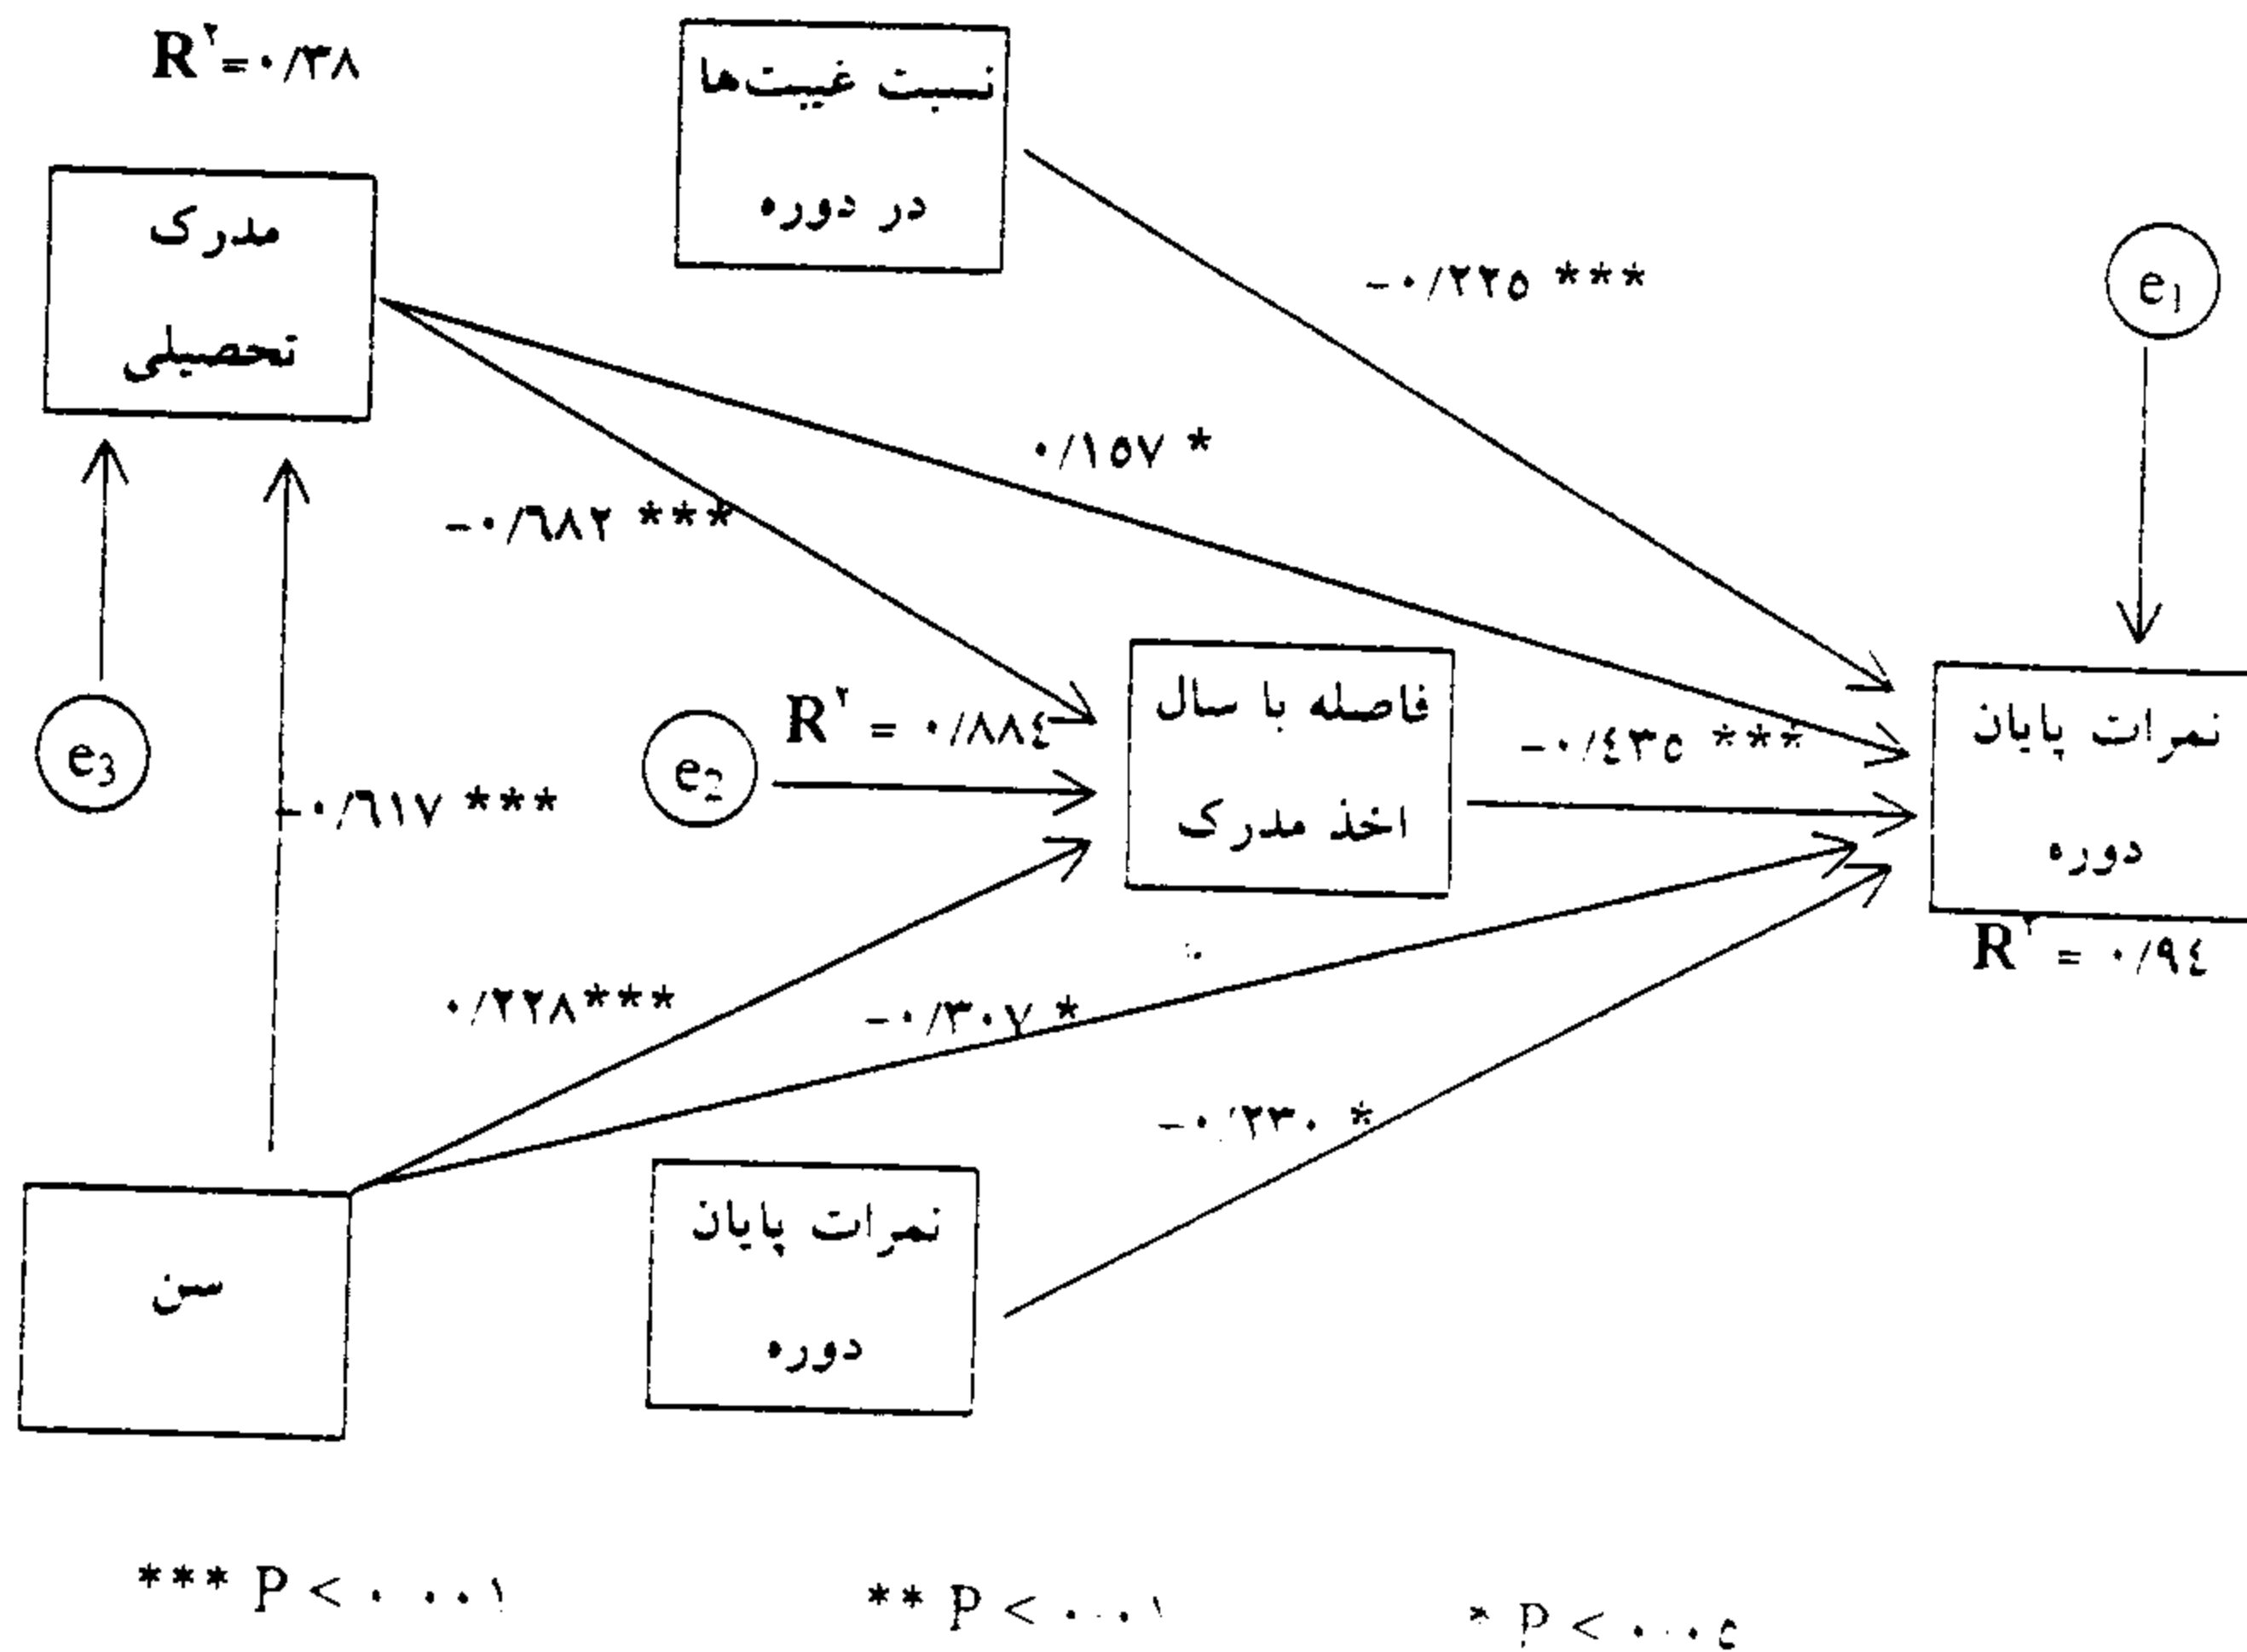 R۲=۰/۳۸
نسبت غیبت‌ها
در دوره
مدرک
تحصیلی
-۰/۲۲۵ ***
e1
۰/۱۵۷ *
-۰/٦۸۲ ***
فاصله با سال
اخذ مدرک
R۲ = ۰/۸۸٤
e2
e3
-۰/٤۳۵ ***
نمرات پایان
دوره
R۲ = ۰/۹٤
-۰/٦۱۷ ***
۰/۲۲۸***
-۰/۳۰۷ *
-۰/۲۳۰ *
سن
نمرات پایان
دوره
*** P < ۰ ۰۰۱
** P < ۰ ۰۱
* P < ۰ ۰۵